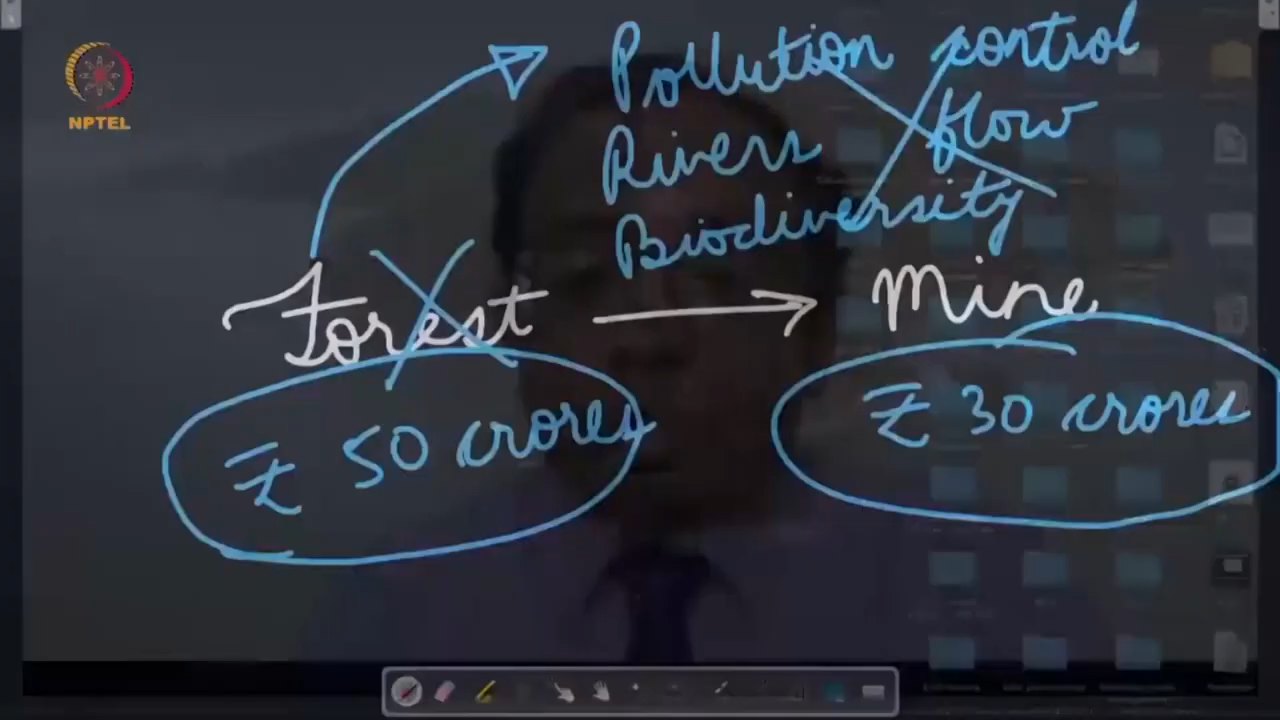 NPTEL
Pollution control
Rivers flow
Biodiversity
Forest → Mine
₹ 50 crores
₹ 30 crores